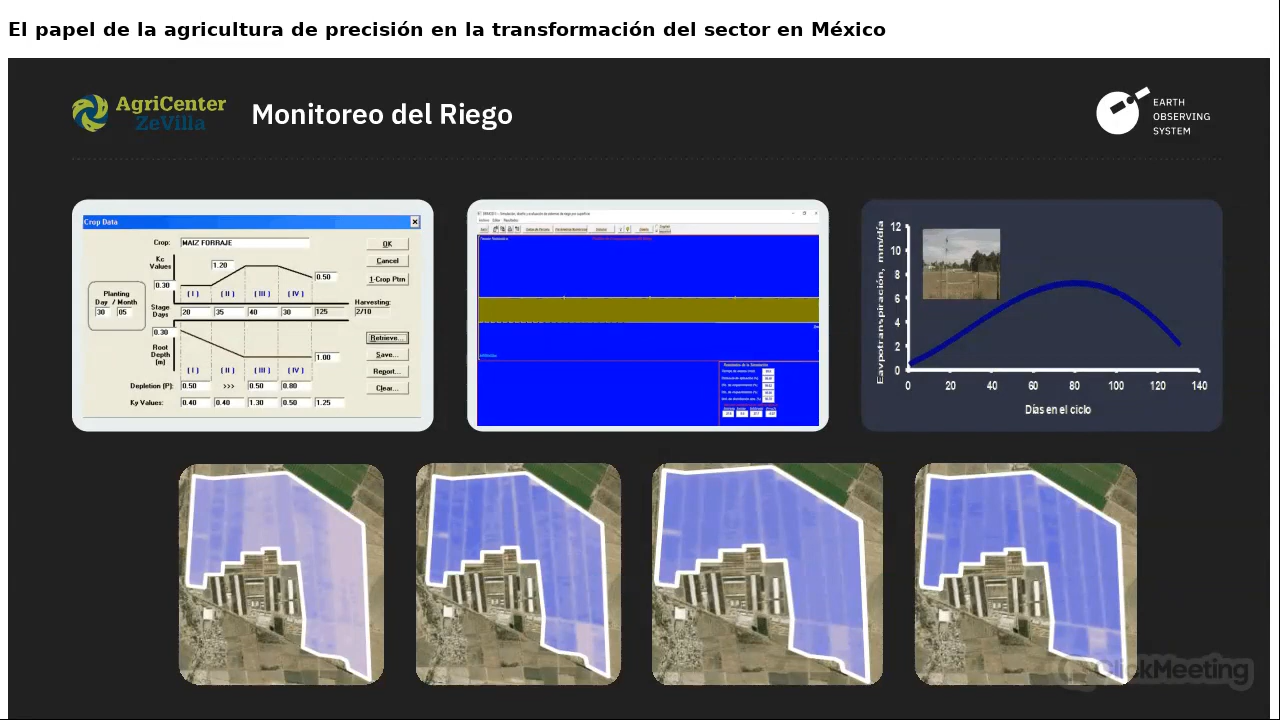 El papel de la agricultura de precisión en la transformación del sector en México
AgriCenter
ZeVilla
Monitoreo del Riego
EARTH
OBSERVING
SYSTEM
Crop Data
Crop: MAIZ FORRAJE
OK
Kc
Values
1.20
Cancel
0.30
0.50
1-Crop Ptrn
( I ) ( II ) ( III ) ( IV )
Planting
Day / Month
30 05
Stage
Days
20 35 40 30 125
Harvesting:
2/10
0.30
Retrieve...
Root
Depth
(m)
1.00
Save...
( I ) ( II ) ( III ) ( IV )
Report...
Depletion (P): 0.50 >>> 0.50 0.80
Clear...
Ky Values: 0.40 0.40 1.30 0.50 1.25
Eavpotranspiración, mm/día
12
10
8
6
4
2
0
0 20 40 60 80 100 120 140
Días en el ciclo
ClickMeeting